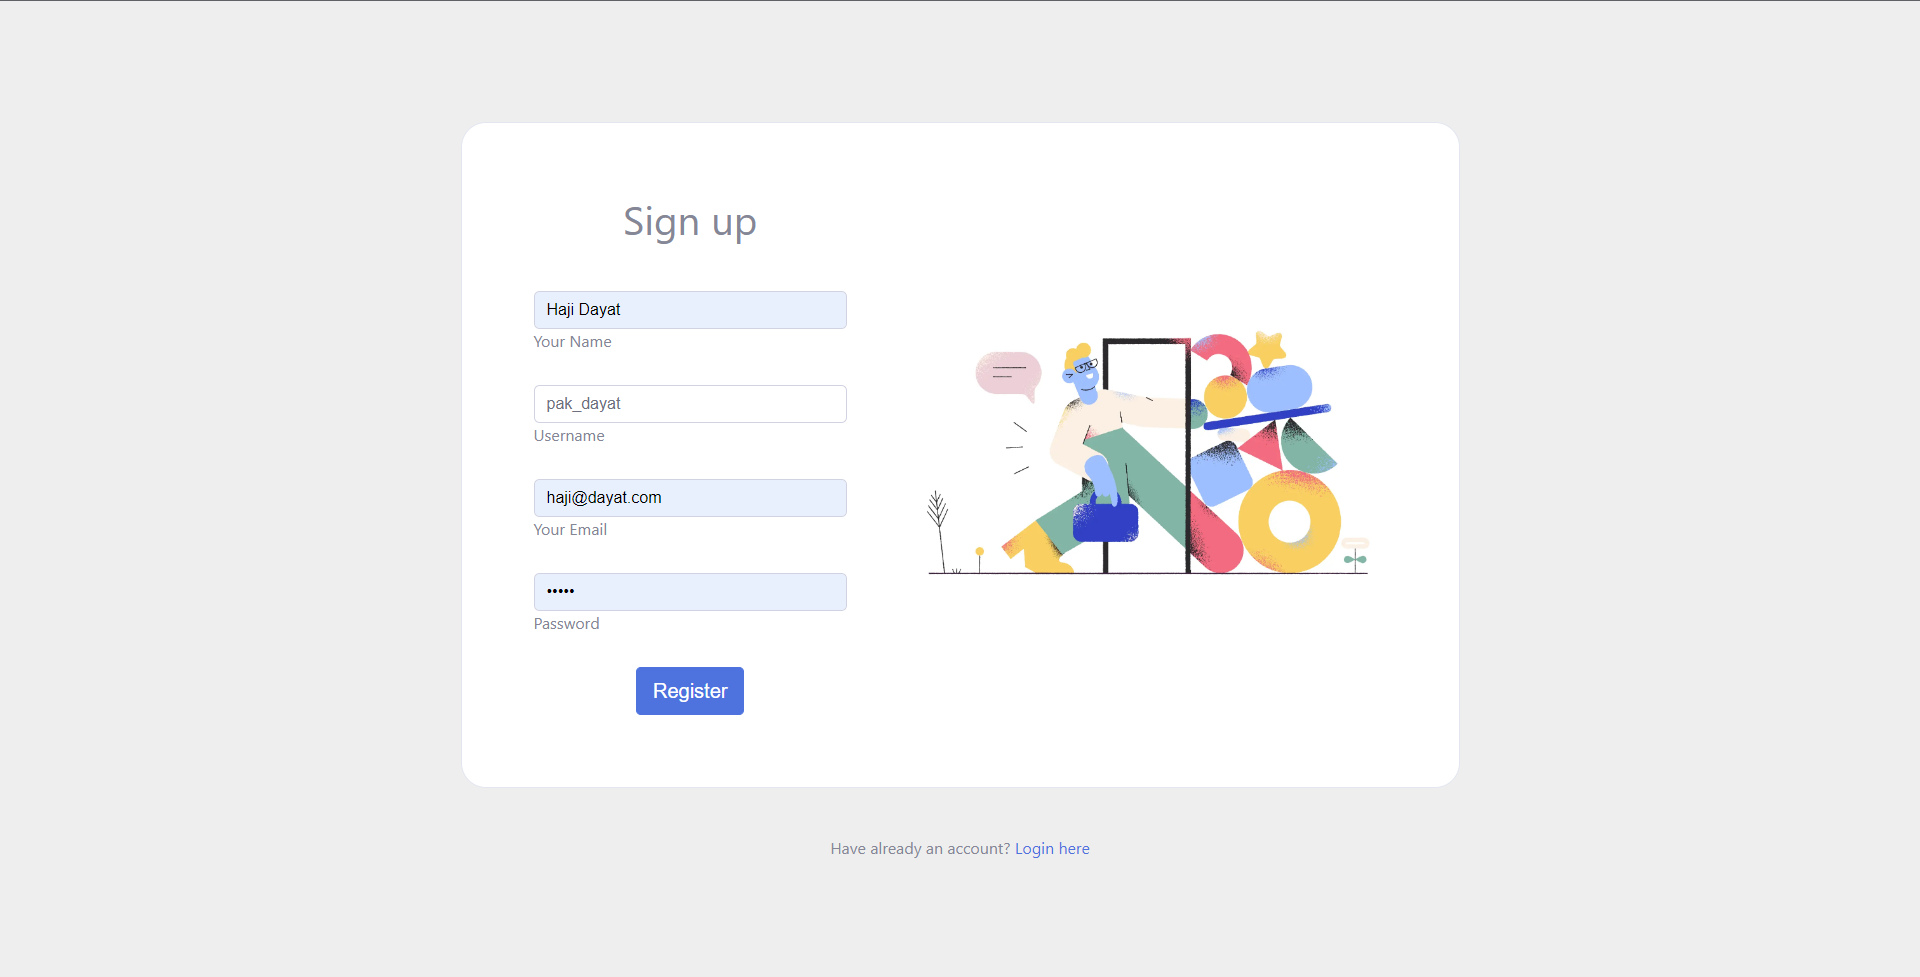 Sign up
Haji Dayat
Your Name
pak_dayat
Username
haji@dayat.com
Your Email
•••••
Password
Register
Have already an account? Login here